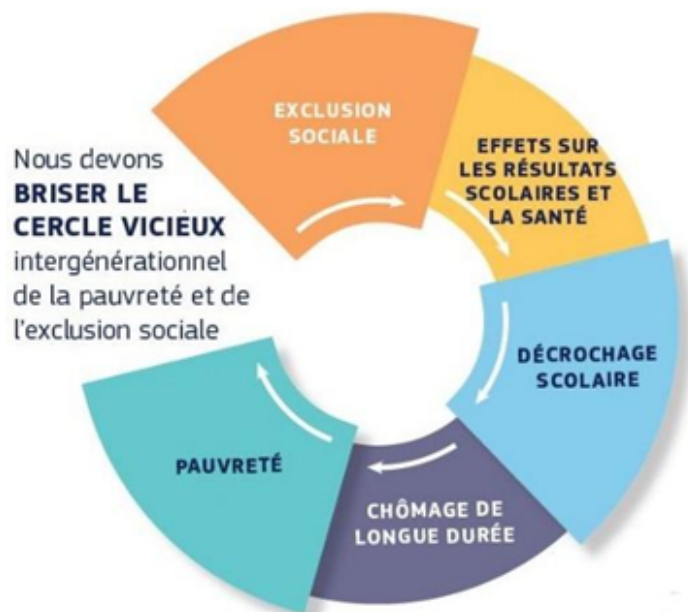 EXCLUSION
SOCIALE
EFFETS SUR
LES RÉSULTATS
SCOLAIRES ET
LA SANTÉ
Nous devons
BRISER LE
CERCLE VICIEUX
intergénérationnel
de la pauvreté et de
l'exclusion sociale
DÉCROCHAGE
SCOLAIRE
CHÔMAGE DE
LONGUE DURÉE
PAUVRETÉ